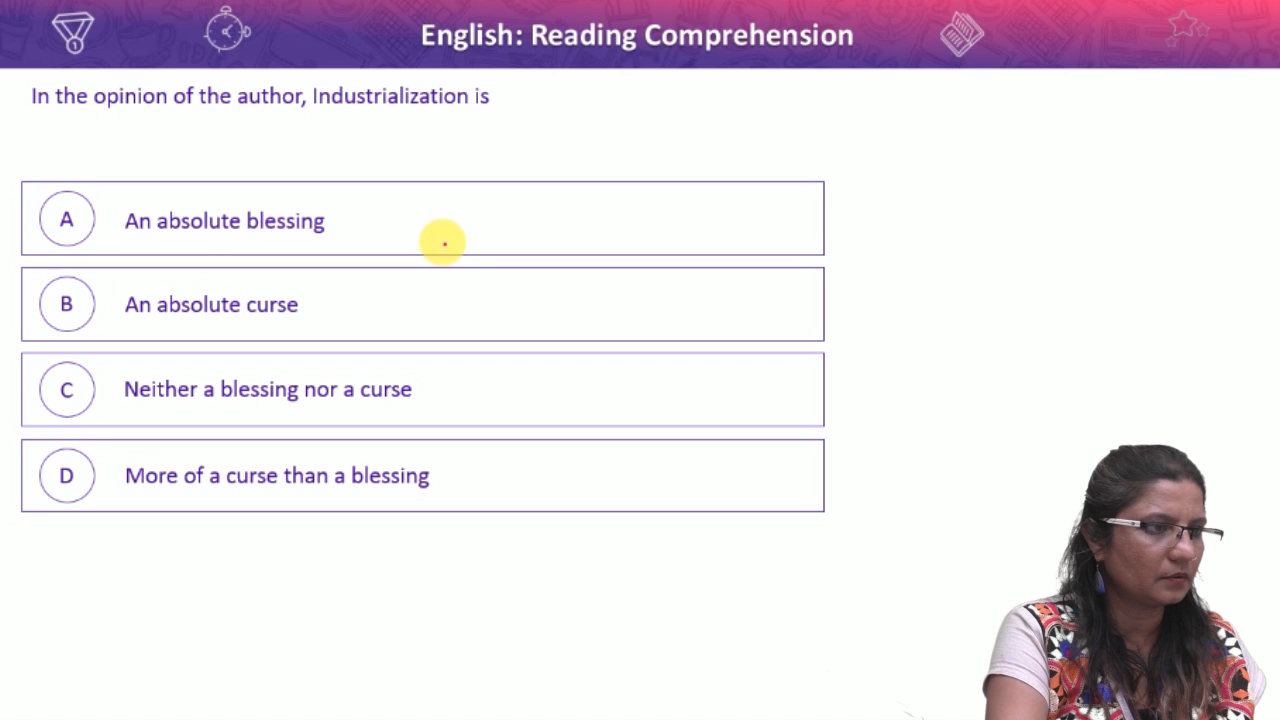 English: Reading Comprehension
In the opinion of the author, Industrialization is
A An absolute blessing
B An absolute curse
C Neither a blessing nor a curse
D More of a curse than a blessing